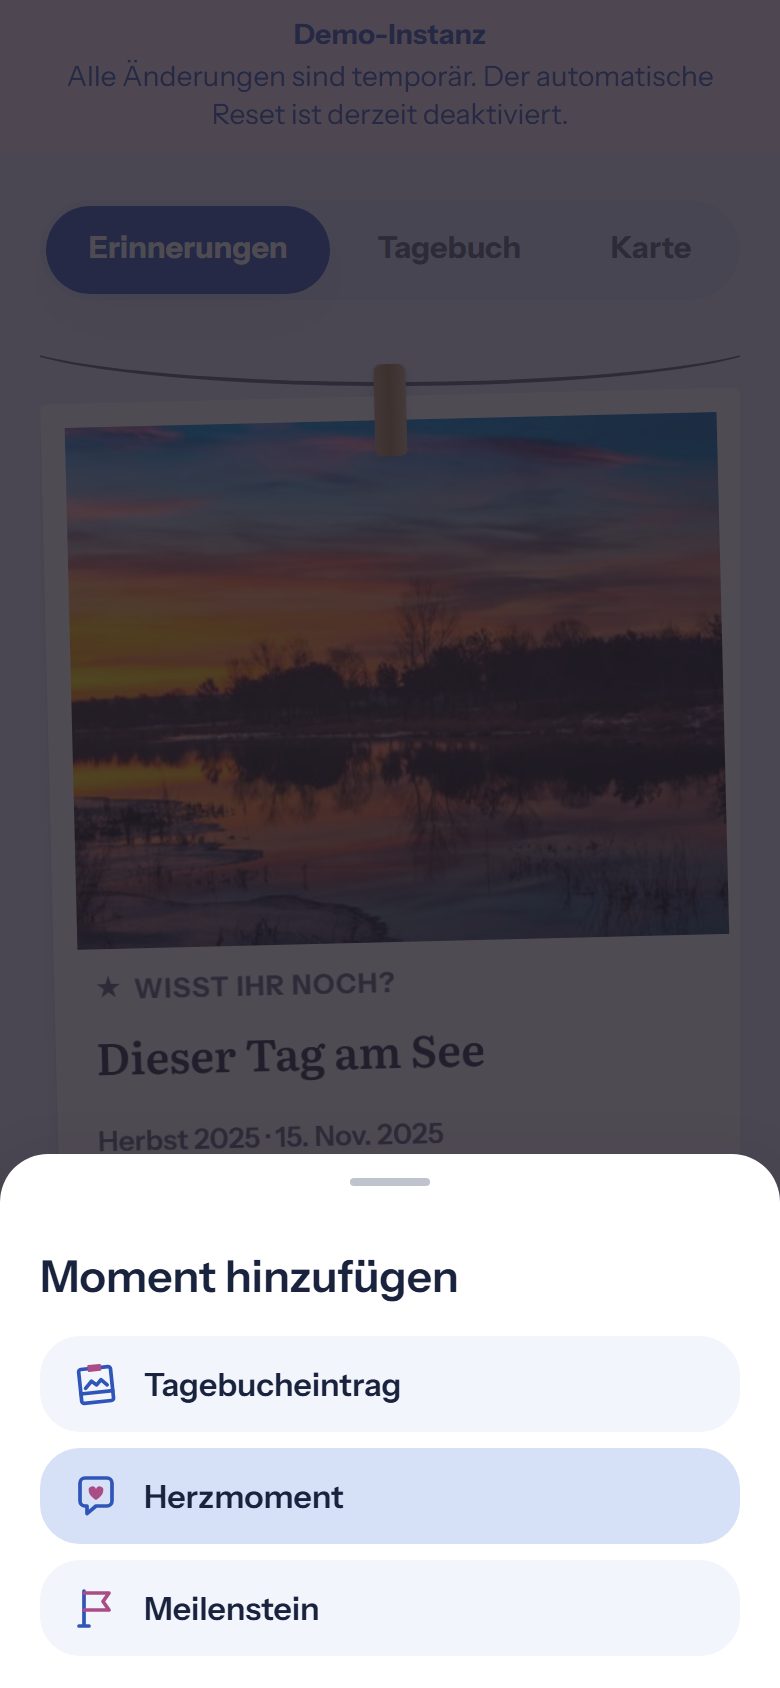 Demo-Instanz
Alle Änderungen sind temporär. Der automatische
Reset ist derzeit deaktiviert.
Erinnerungen Tagebuch Karte
★ WISST IHR NOCH?
Dieser Tag am See
Herbst 2025 · 15. Nov. 2025
Moment hinzufügen
Tagebucheintrag
Herzmoment
Meilenstein